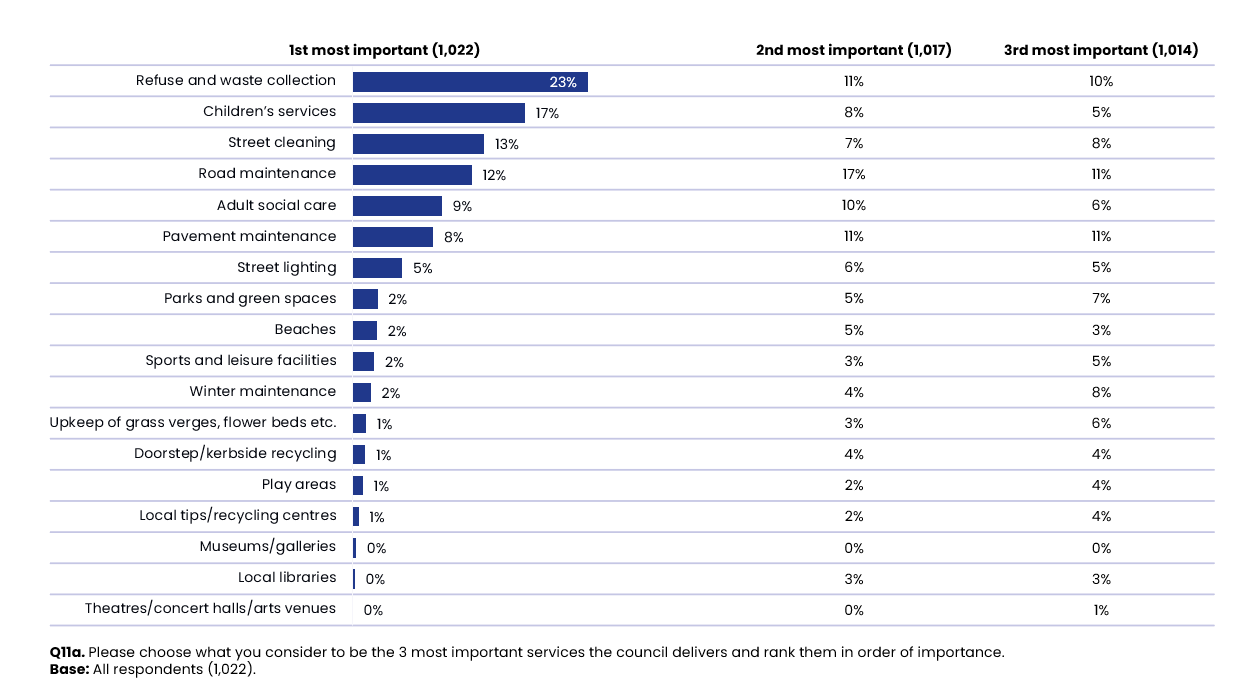 1st most important (1,022) 2nd most important (1,017) 3rd most important (1,014)
Refuse and waste collection 23% 11% 10%
Children’s services 17% 8% 5%
Street cleaning 13% 7% 8%
Road maintenance 12% 17% 11%
Adult social care 9% 10% 6%
Pavement maintenance 8% 11% 11%
Street lighting 5% 6% 5%
Parks and green spaces 2% 5% 7%
Beaches 2% 5% 3%
Sports and leisure facilities 2% 3% 5%
Winter maintenance 2% 4% 8%
Upkeep of grass verges, flower beds etc. 1% 3% 6%
Doorstep/kerbside recycling 1% 4% 4%
Play areas 1% 2% 4%
Local tips/recycling centres 1% 2% 4%
Museums/galleries 0% 0% 0%
Local libraries 0% 3% 3%
Theatres/concert halls/arts venues 0% 0% 1%
Q11a. Please choose what you consider to be the 3 most important services the council delivers and rank them in order of importance.
Base: All respondents (1,022).